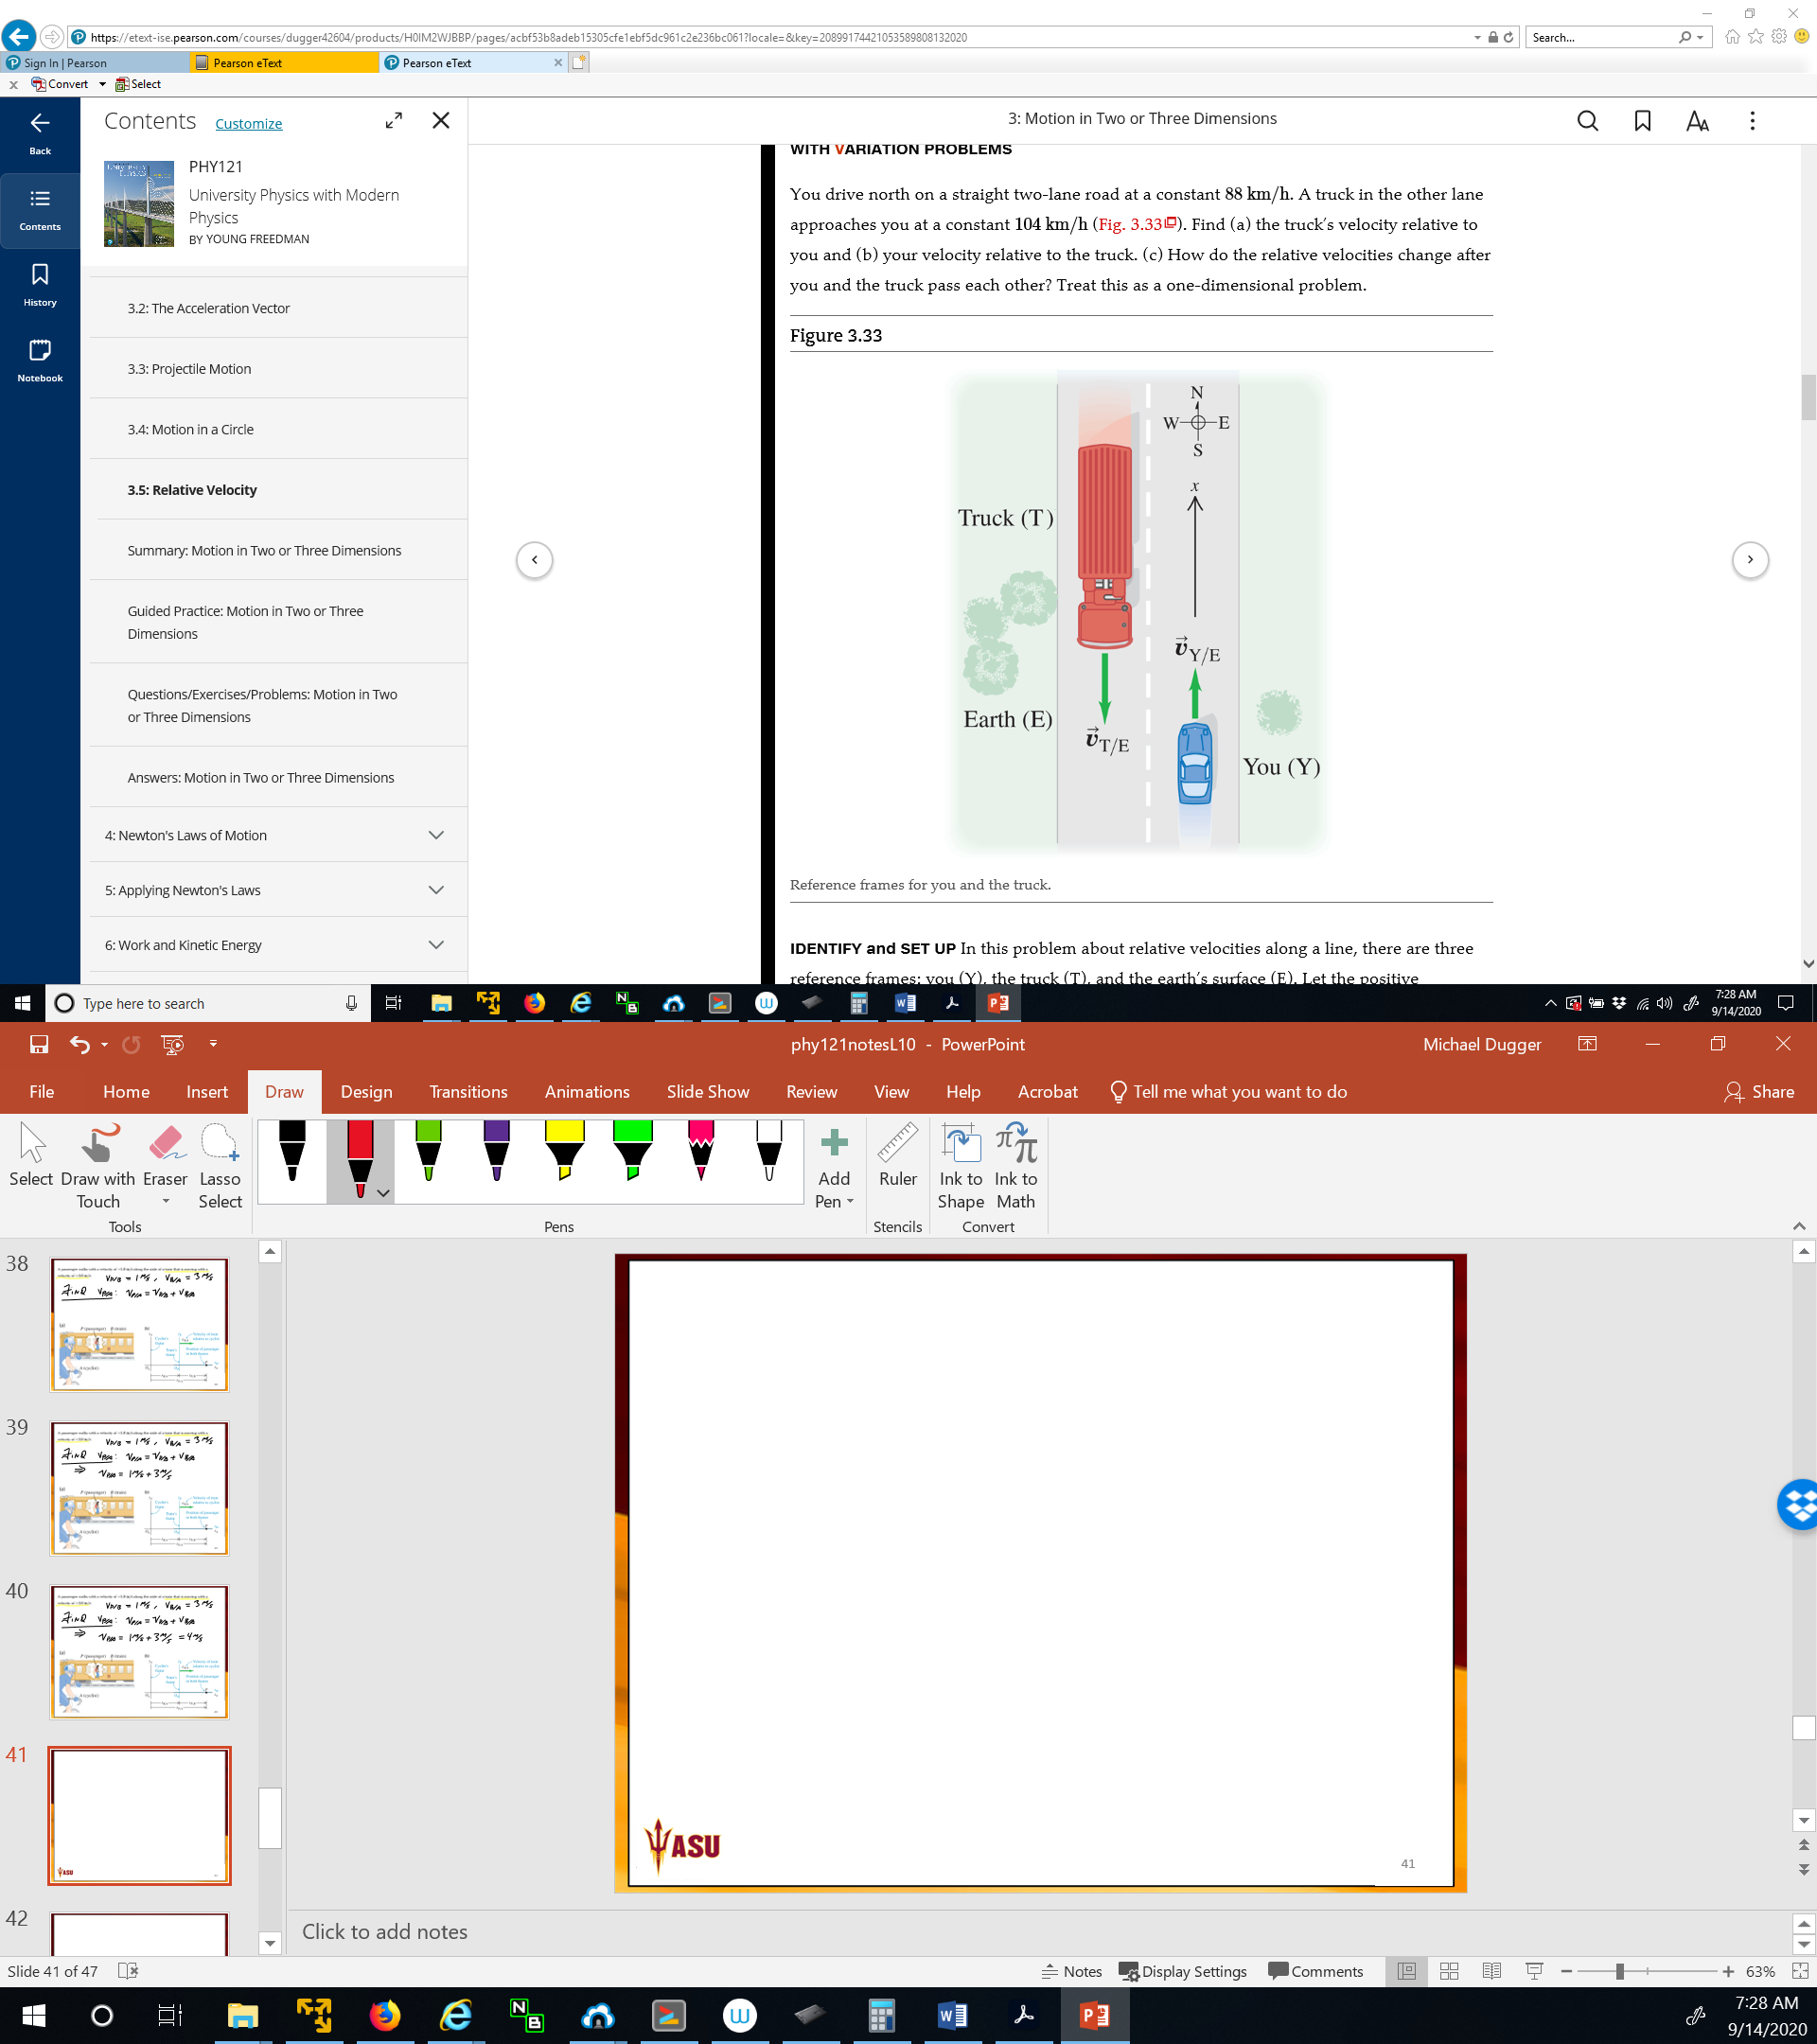 https://etext-ise.pearson.com/courses/dugger42604/products/H0IM2WJBBP/pages/acbf53b8adeb15305cfe1ebf5dc961c2e236bc061?locale=&key=20899174421053589808132020
Search...
Sign In | Pearson
Pearson eText
Pearson eText
x Convert Select
Back
Contents
History
Notebook
Contents Customize
PHY121
University Physics with Modern
Physics
BY YOUNG FREEDMAN
3.2: The Acceleration Vector
3.3: Projectile Motion
3.4: Motion in a Circle
3.5: Relative Velocity
Summary: Motion in Two or Three Dimensions
Guided Practice: Motion in Two or Three
Dimensions
Questions/Exercises/Problems: Motion in Two
or Three Dimensions
Answers: Motion in Two or Three Dimensions
4: Newton's Laws of Motion
5: Applying Newton's Laws
6: Work and Kinetic Energy
3: Motion in Two or Three Dimensions
WITH VARIATION PROBLEMS
You drive north on a straight two-lane road at a constant 88 km/h. A truck in the other lane
approaches you at a constant 104 km/h (Fig. 3.33). Find (a) the truck's velocity relative to
you and (b) your velocity relative to the truck. (c) How do the relative velocities change after
you and the truck pass each other? Treat this as a one-dimensional problem.
Figure 3.33
N
W E
S
x
Truck (T)
v⃗Y/E
Earth (E)
v⃗T/E
You (Y)
Reference frames for you and the truck.
IDENTIFY and SET UP In this problem about relative velocities along a line, there are three
reference frames: you (Y), the truck (T), and the earth's surface (E). Let the positive
Type here to search
7:28 AM
9/14/2020
phy121notesL10 - PowerPoint
Michael Dugger
File Home Insert Draw Design Transitions Animations Slide Show Review View Help Acrobat Tell me what you want to do Share
Select
Draw with
Touch
Eraser
Lasso
Select
Add
Pen
Ruler
Ink to
Shape
Ink to
Math
Tools Pens Stencils Convert
38
39
40
41
42
ASU
41
Click to add notes
Slide 41 of 47
Notes Display Settings Comments 63%
7:28 AM
9/14/2020